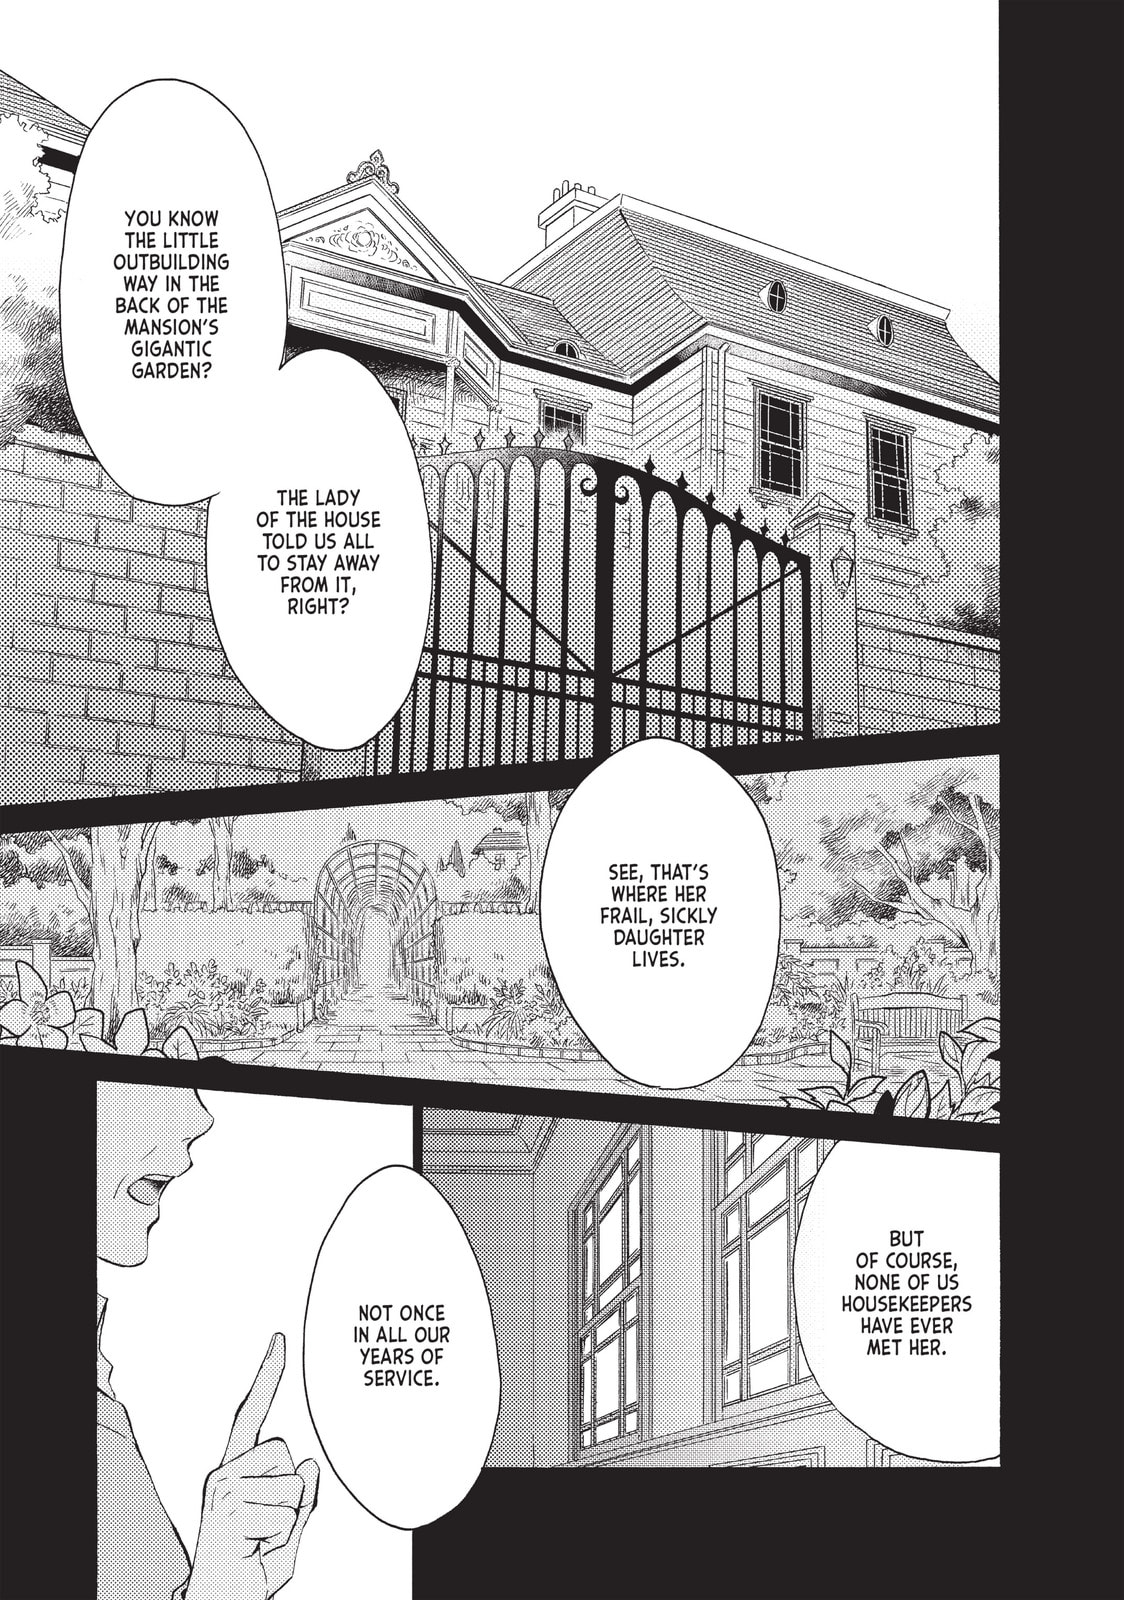 YOU KNOW
THE LITTLE
OUTBUILDING
WAY IN THE
BACK OF THE
MANSION'S
GIGANTIC
GARDEN?
THE LADY
OF THE HOUSE
TOLD US ALL
TO STAY AWAY
FROM IT,
RIGHT?
SEE, THAT'S
WHERE HER
FRAIL, SICKLY
DAUGHTER
LIVES.
BUT
OF COURSE,
NONE OF US
HOUSEKEEPERS
HAVE EVER
MET HER.
NOT ONCE
IN ALL OUR
YEARS OF
SERVICE.